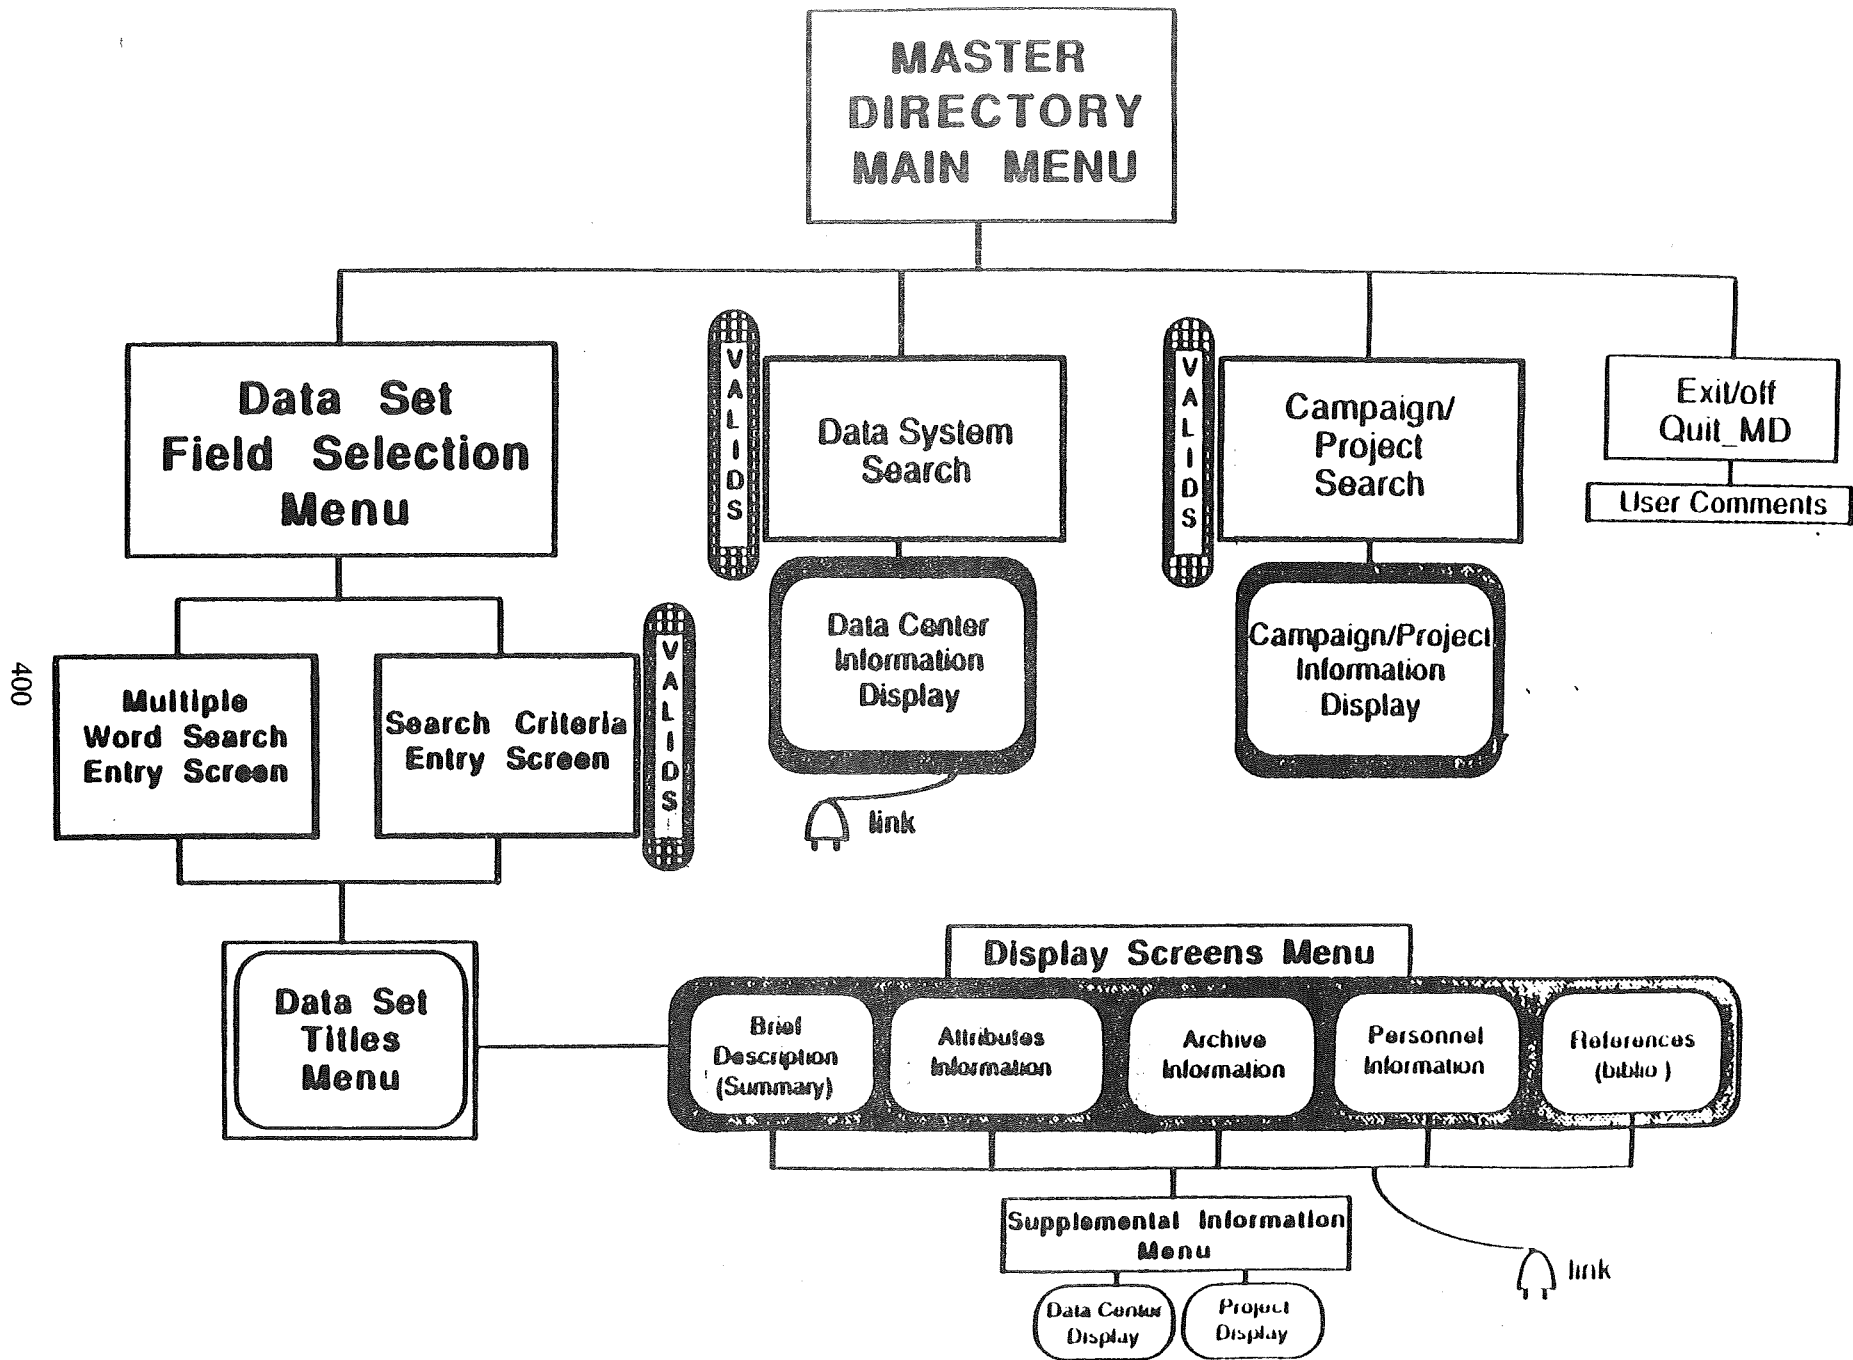 MASTER
DIRECTORY
MAIN MENU
Data Set
Field Selection
Menu
VALIDS
Data System
Search
VALIDS
Campaign/
Project
Search
Exit/off
Quit_MD
User Comments
Data Center
Information
Display
link
Campaign/Project
Information
Display
400
Multiple
Word Search
Entry Screen
Search Criteria
Entry Screen
VALIDS
Data Set
Titles
Menu
Display Screens Menu
Brief
Description
(Summary)
Attributes
Information
Archive
Information
Personnel
Information
References
(biblio )
Supplemental Information
Menu
link
Data Center
Display
Project
Display